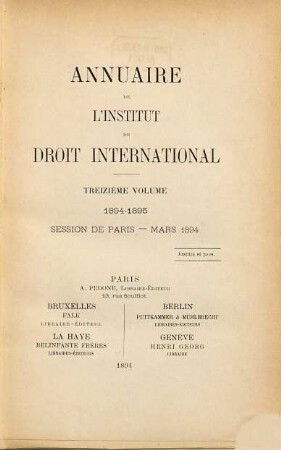 ANNUAIRE
DE
L'INSTITUT
DE
DROIT INTERNATIONAL
TREIZIÈME VOLUME
1894-1895
SESSION DE PARIS — MARS 1894
Justitia et pace.
PARIS
A. PEDONE, LIBRAIRE-ÉDITEUR
13, rue Soufflot
BRUXELLES
FALK
LIBRAIRE-ÉDITEUR
LA HAYE
BELINFANTE FRÈRES
LIBRAIRES-ÉDITEURS
BERLIN
PUTTKAMMER & MÜHLBRECHT
LIBRAIRES-ÉDITEURS
GENÈVE
HENRI GEORG
LIBRAIRE
1894